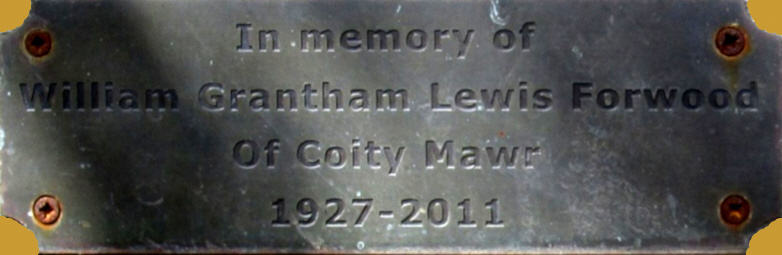 In memory of
William Grantham Lewis Forwood
Of Coity Mawr
1927-2011